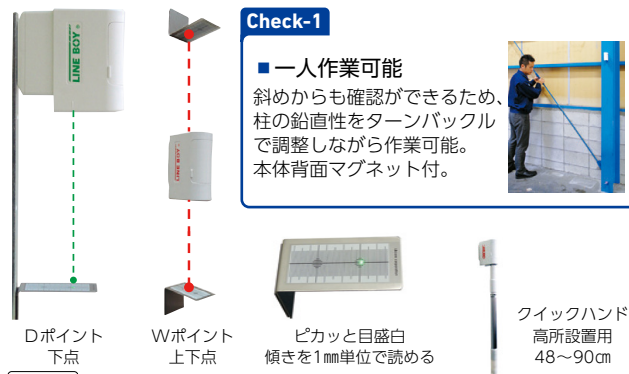 LINE BOY
LINE BOY
Check-1
■一人作業可能
斜めからも確認ができるため、
柱の鉛直性をターンバックル
で調整しながら作業可能。
本体背面マグネット付。
Dポイント
下点
Wポイント
上下点
ピカッと目盛白
傾きを1㎜単位で読める
クイックハンド
高所設置用
48〜90㎝